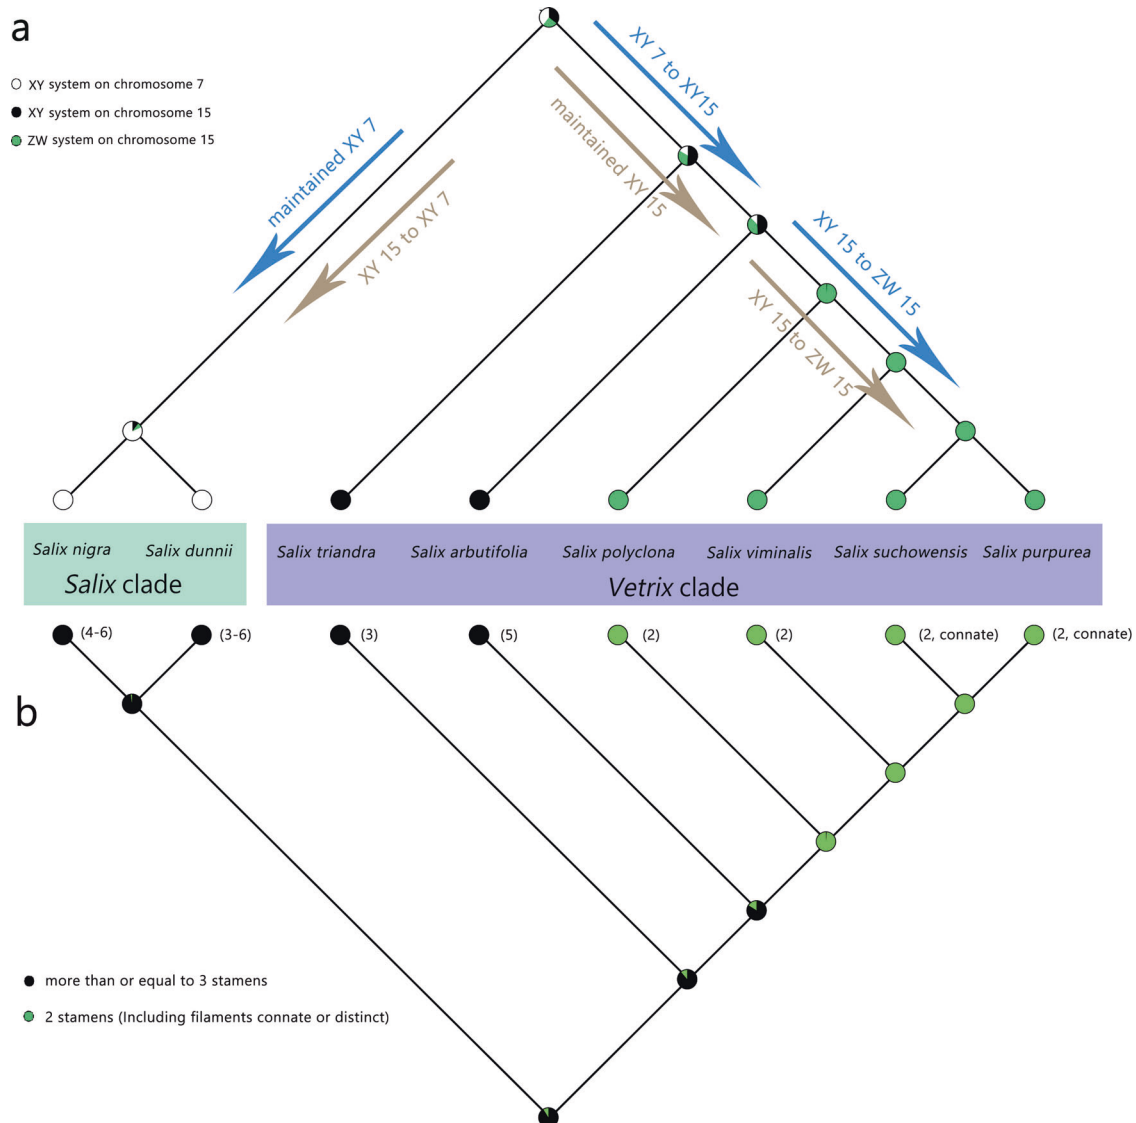 a
XY system on chromosome 7
XY system on chromosome 15
ZW system on chromosome 15
XY 7 to XY15
maintained XY 15
maintained XY 7
XY 15 to XY 7
XY 15 to ZW 15
XY 15 to ZW 15
Salix nigra Salix dunnii Salix triandra Salix arbutifolia Salix polyclona Salix viminalis Salix suchowensis Salix purpurea
Salix clade Vetrix clade
(4-6) (3-6) (3) (5) (2) (2) (2, connate) (2, connate)
b
more than or equal to 3 stamens
2 stamens (Including filaments connate or distinct)